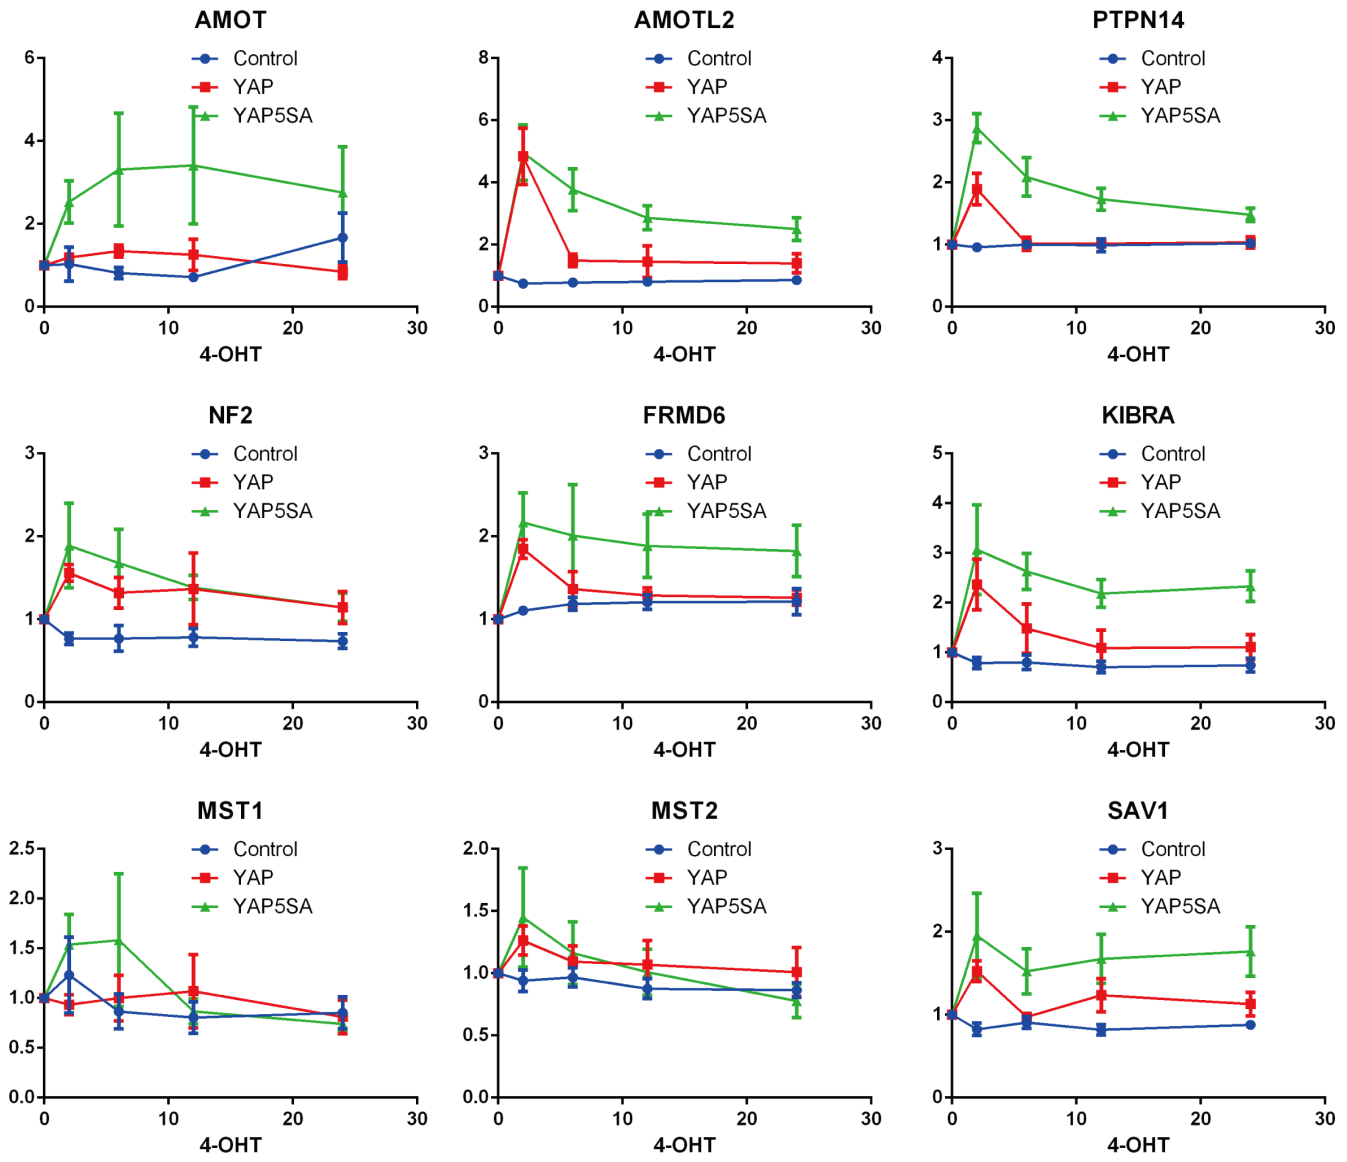 AMOT
Control
YAP
YAP5SA
6
4
2
0
0 10 20 30
4-OHT
AMOTL2
Control
YAP
YAP5SA
8
6
4
2
0
0 10 20 30
4-OHT
PTPN14
Control
YAP
YAP5SA
4
3
2
1
0
0 10 20 30
4-OHT
NF2
Control
YAP
YAP5SA
3
2
1
0
0 10 20 30
4-OHT
FRMD6
Control
YAP
YAP5SA
3
2
1
0
0 10 20 30
4-OHT
KIBRA
Control
YAP
YAP5SA
5
4
3
2
1
0
0 10 20 30
4-OHT
MST1
Control
YAP
YAP5SA
2.5
2.0
1.5
1.0
0.5
0.0
0 10 20 30
4-OHT
MST2
Control
YAP
YAP5SA
2.0
1.5
1.0
0.5
0.0
0 10 20 30
4-OHT
SAV1
Control
YAP
YAP5SA
3
2
1
0
0 10 20 30
4-OHT